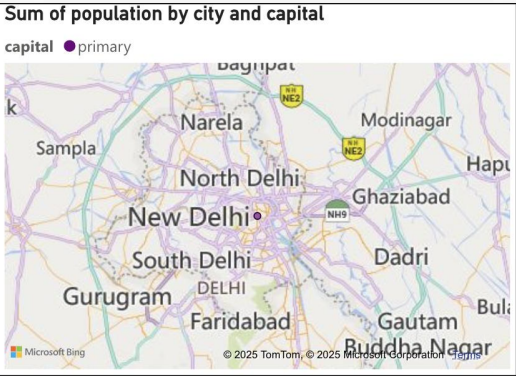 Sum of population by city and capital
capital primary
Baghpat
NH
NE2
k
Narela
Modinagar
Sampla
NH
NE2
Hapu
North Delhi
Ghaziabad
New Delhi
NH9
South Delhi
Dadri
DELHI
Gurugram
Bula
Faridabad
Gautam
Buddha Nagar
Microsoft Bing
© 2025 TomTom, © 2025 Microsoft Corporation Terms